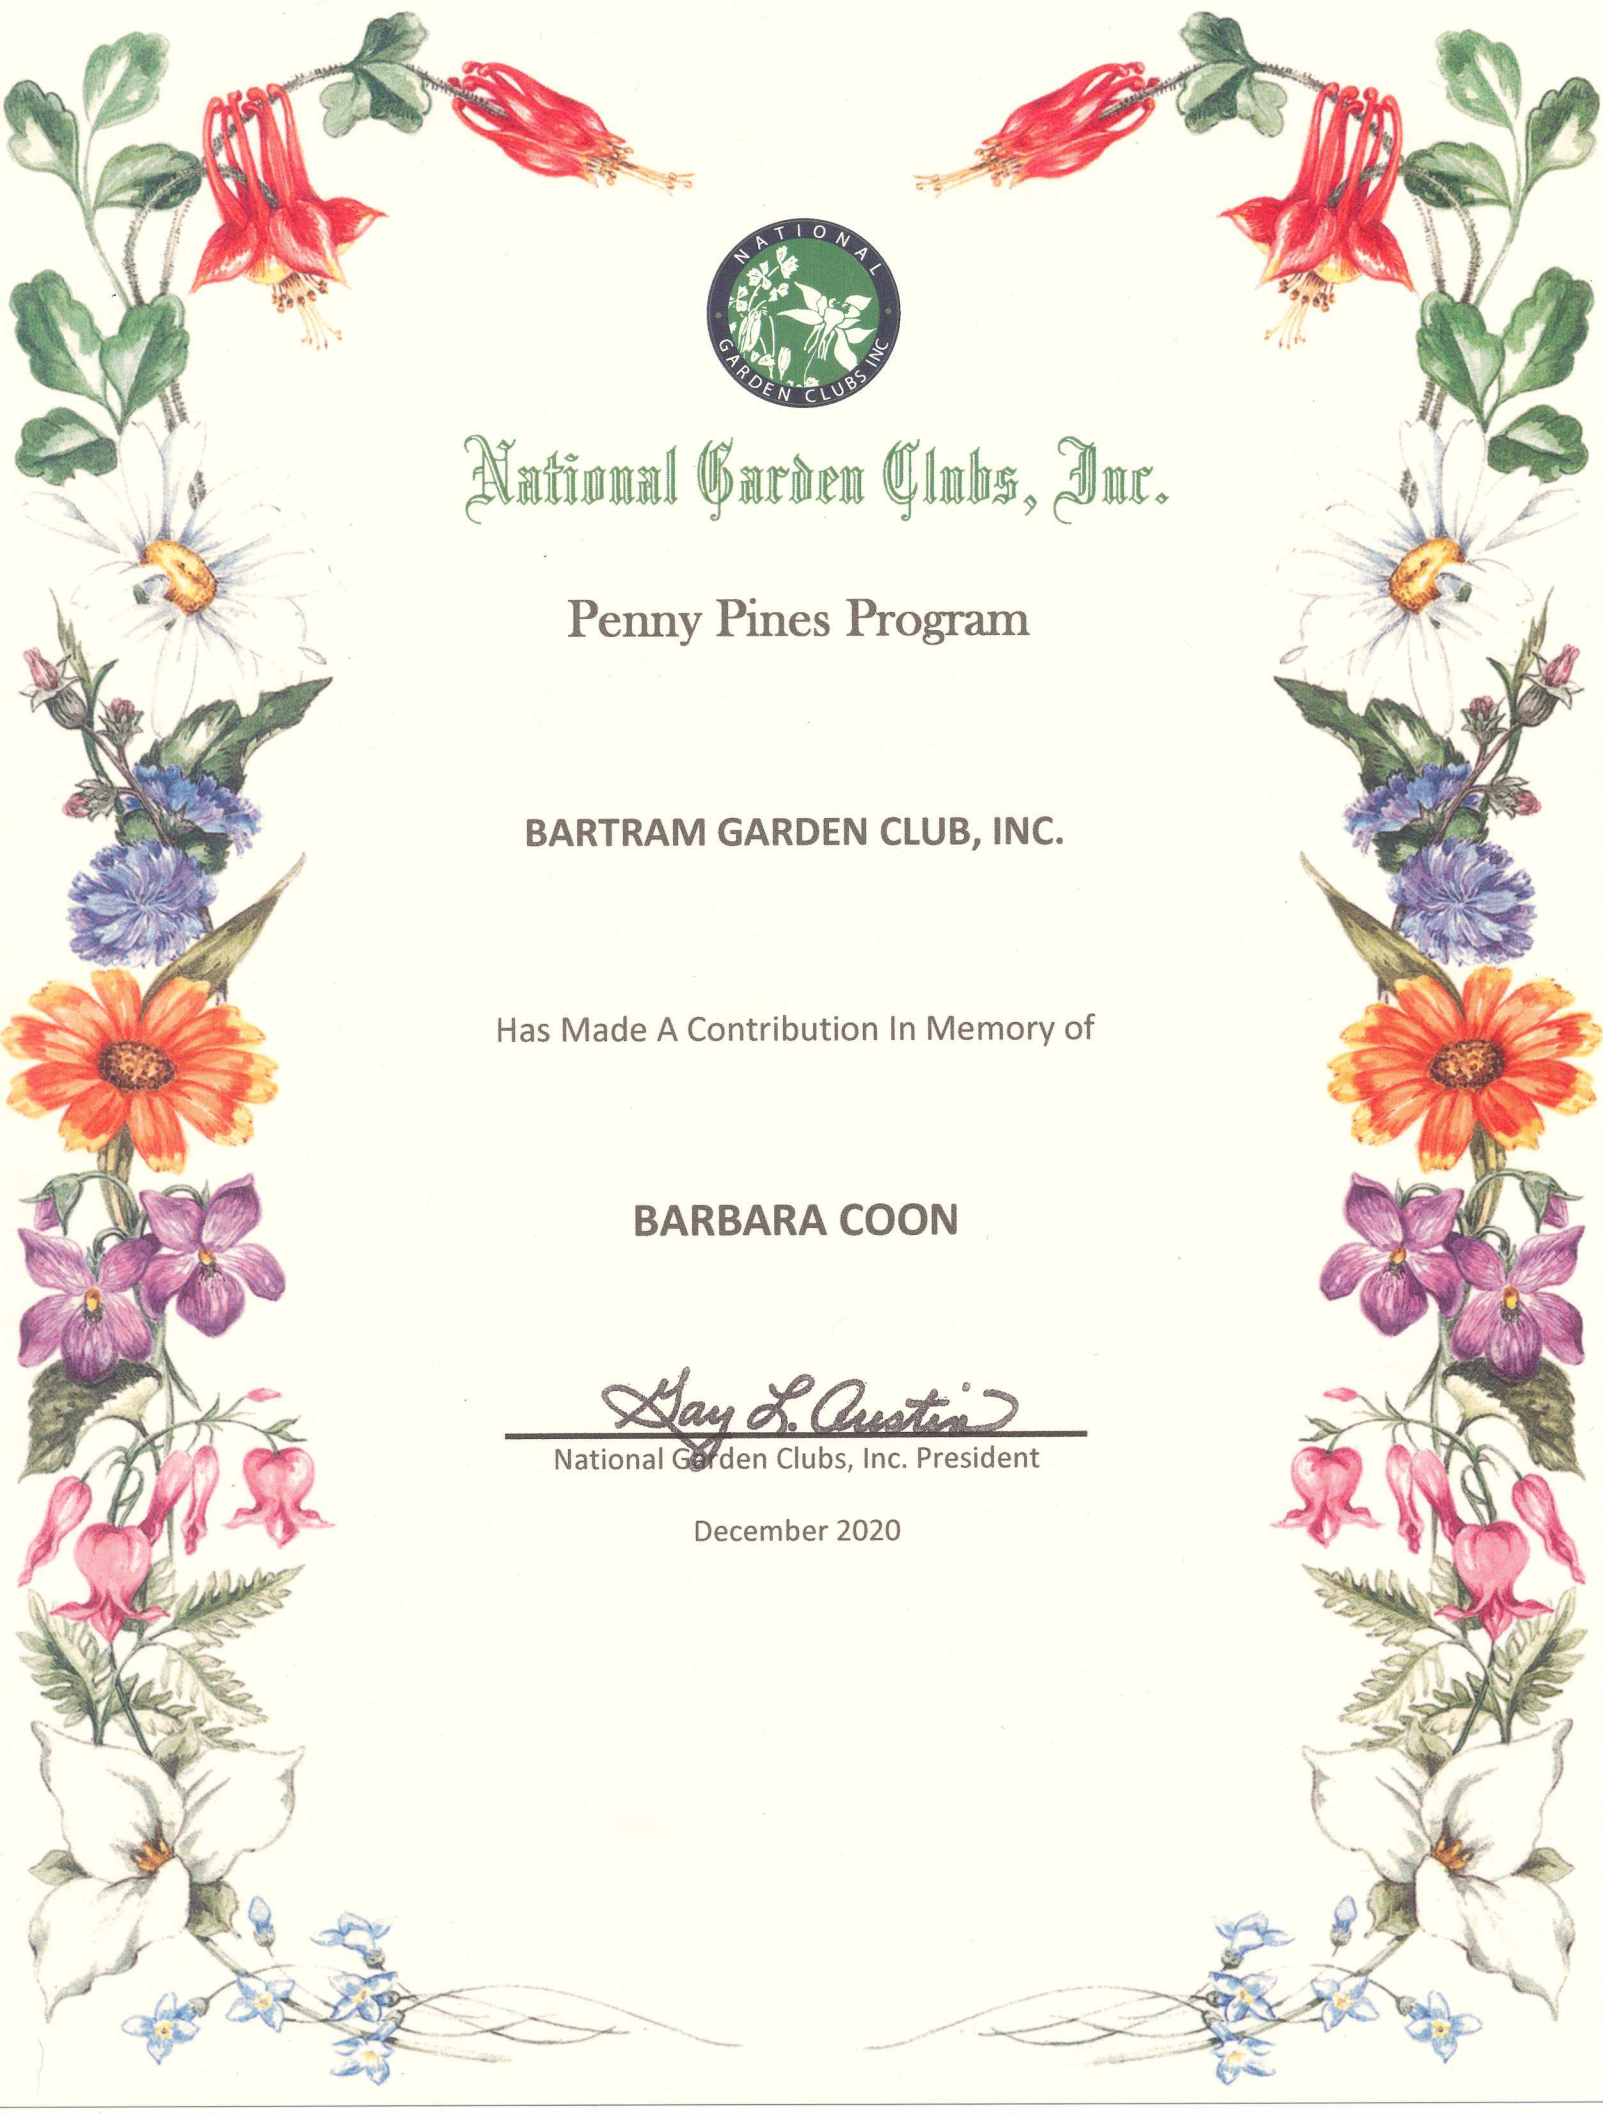 NATIONAL
GARDEN CLUBS INC
National Garden Clubs, Inc.
Penny Pines Program
BARTRAM GARDEN CLUB, INC.
Has Made A Contribution In Memory of
BARBARA COON
Gay L. Austin
National Garden Clubs, Inc. President
December 2020